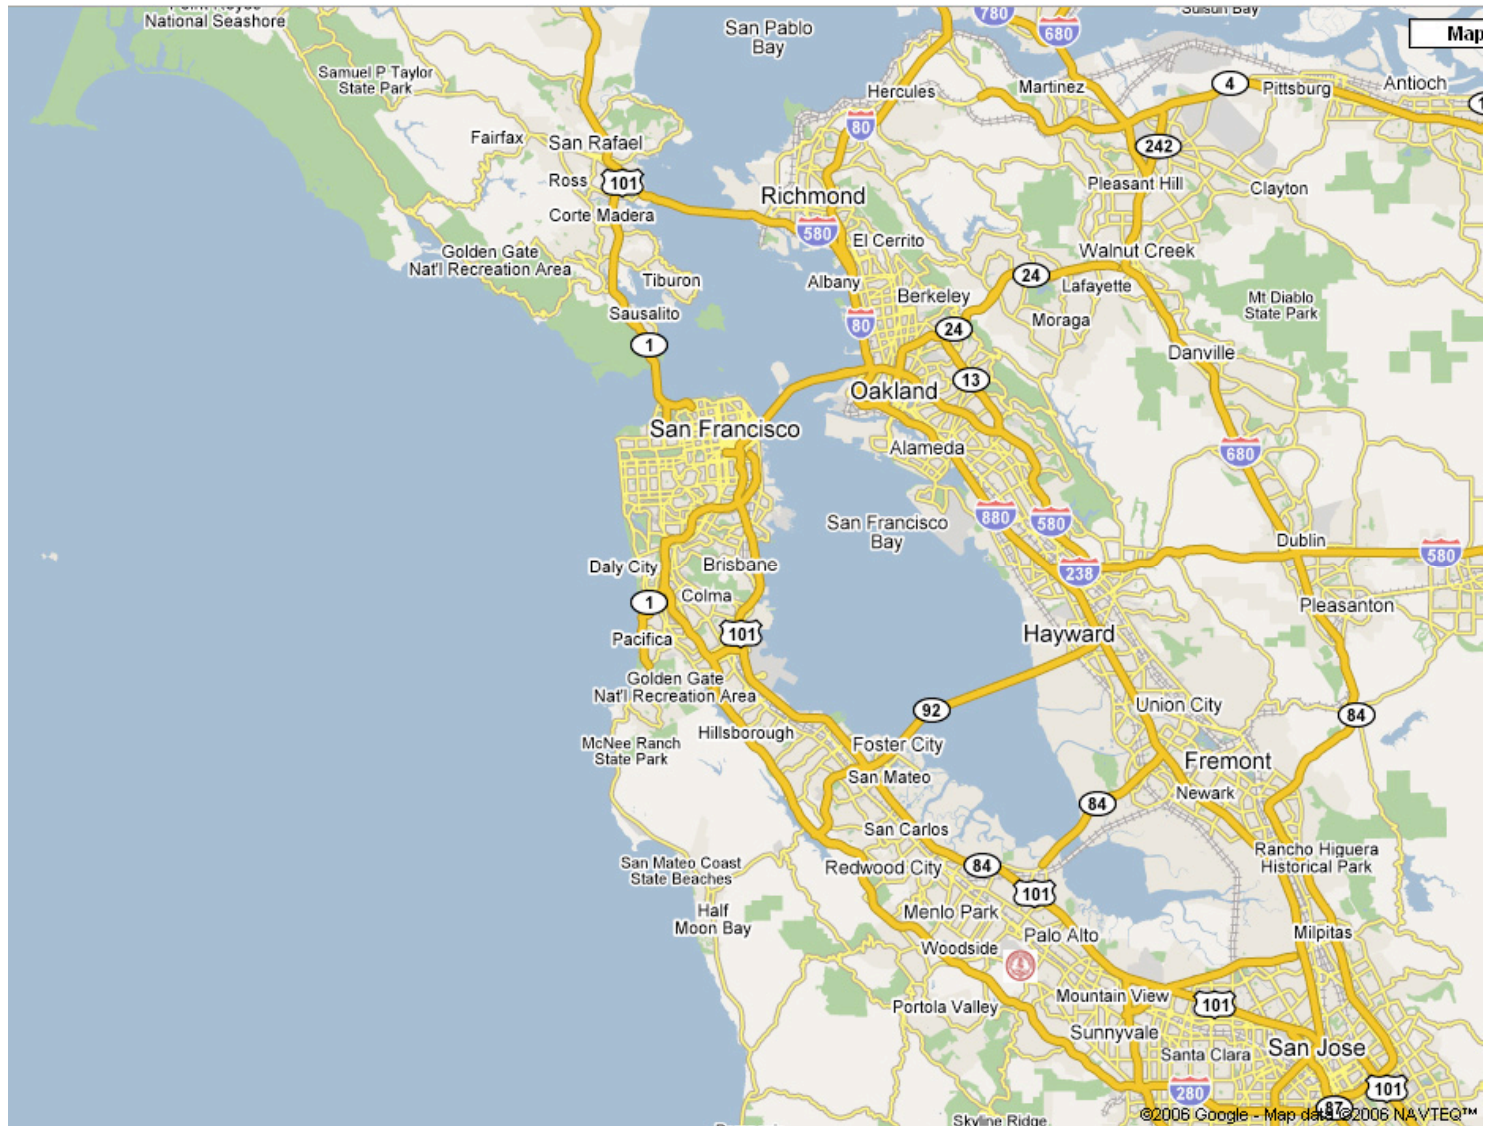 National Seashore
San Pablo
Bay
780
680
Suisun Bay
Map
Samuel P Taylor
State Park
Hercules
Martinez
4
Pittsburg
Antioch
80
Fairfax
San Rafael
242
Ross
101
Richmond
Pleasant Hill
Clayton
Corte Madera
580
El Cerrito
Golden Gate
Nat'l Recreation Area
Walnut Creek
Tiburon
Albany
24
Lafayette
Berkeley
Mt Diablo
State Park
Sausalito
80
24
Moraga
1
Danville
13
Oakland
San Francisco
Alameda
680
San Francisco
Bay
880
580
Dublin
580
Daly City
Brisbane
238
1
Colma
Pleasanton
Pacifica
101
Hayward
Golden Gate
Nat'l Recreation Area
92
Union City
84
Hillsborough
McNee Ranch
State Park
Foster City
Fremont
San Mateo
Newark
84
San Carlos
Rancho Higuera
Historical Park
San Mateo Coast
State Beaches
Redwood City
84
101
Half
Moon Bay
Menlo Park
Palo Alto
Milpitas
Woodside
Portola Valley
Mountain View
101
Sunnyvale
Santa Clara
San Jose
280
101
87
©2006 Google - Map data ©2006 NAVTEQ™
Skyline Ridge